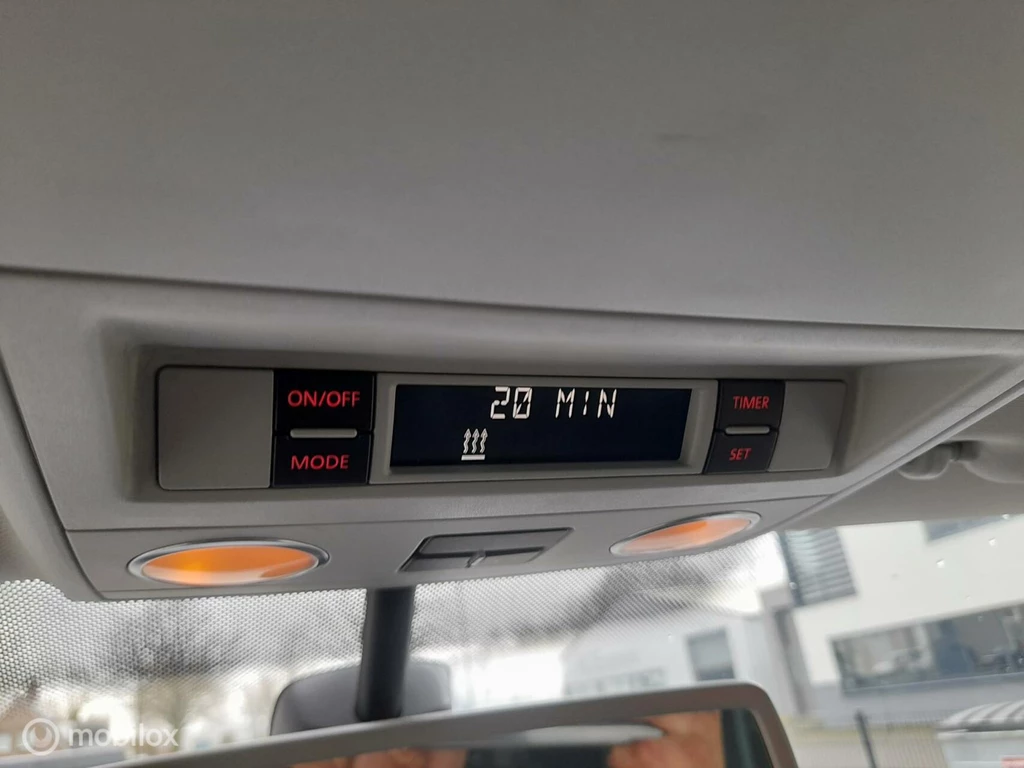 ON/OFF
20 MIN
TIMER
MODE
SET
mobilox